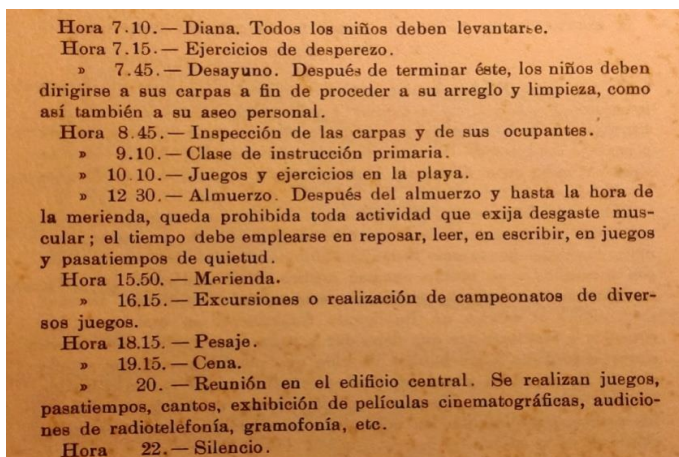 Hora 7.10.— Diana. Todos los niños deben levantarse.
Hora 7.15.— Ejercicios de desperezo.
» 7.45.— Desayuno. Después de terminar éste, los niños deben
dirigirse a sus carpas a fin de proceder a su arreglo y limpieza, como
así también a su aseo personal.
Hora 8.45.— Inspección de las carpas y de sus ocupantes.
» 9.10.— Clase de instrucción primaria.
» 10.10.— Juegos y ejercicios en la playa.
» 12 30.— Almuerzo. Después del almuerzo y hasta la hora de
la merienda, queda prohibida toda actividad que exija desgaste mus-
cular; el tiempo debe emplearse en reposar, leer, en escribir, en juegos
y pasatiempos de quietud.
Hora 15.50. — Merienda.
» 16.15.— Excursiones o realización de campeonatos de diver-
sos juegos.
Hora 18.15. — Pesaje.
» 19.15. — Cena.
» 20. — Reunión en el edificio central. Se realizan juegos,
pasatiempos, cantos, exhibición de películas cinematográficas, audicio-
nes de radiotelefonía, gramofonía, etc.
Hora 22. — Silencio.